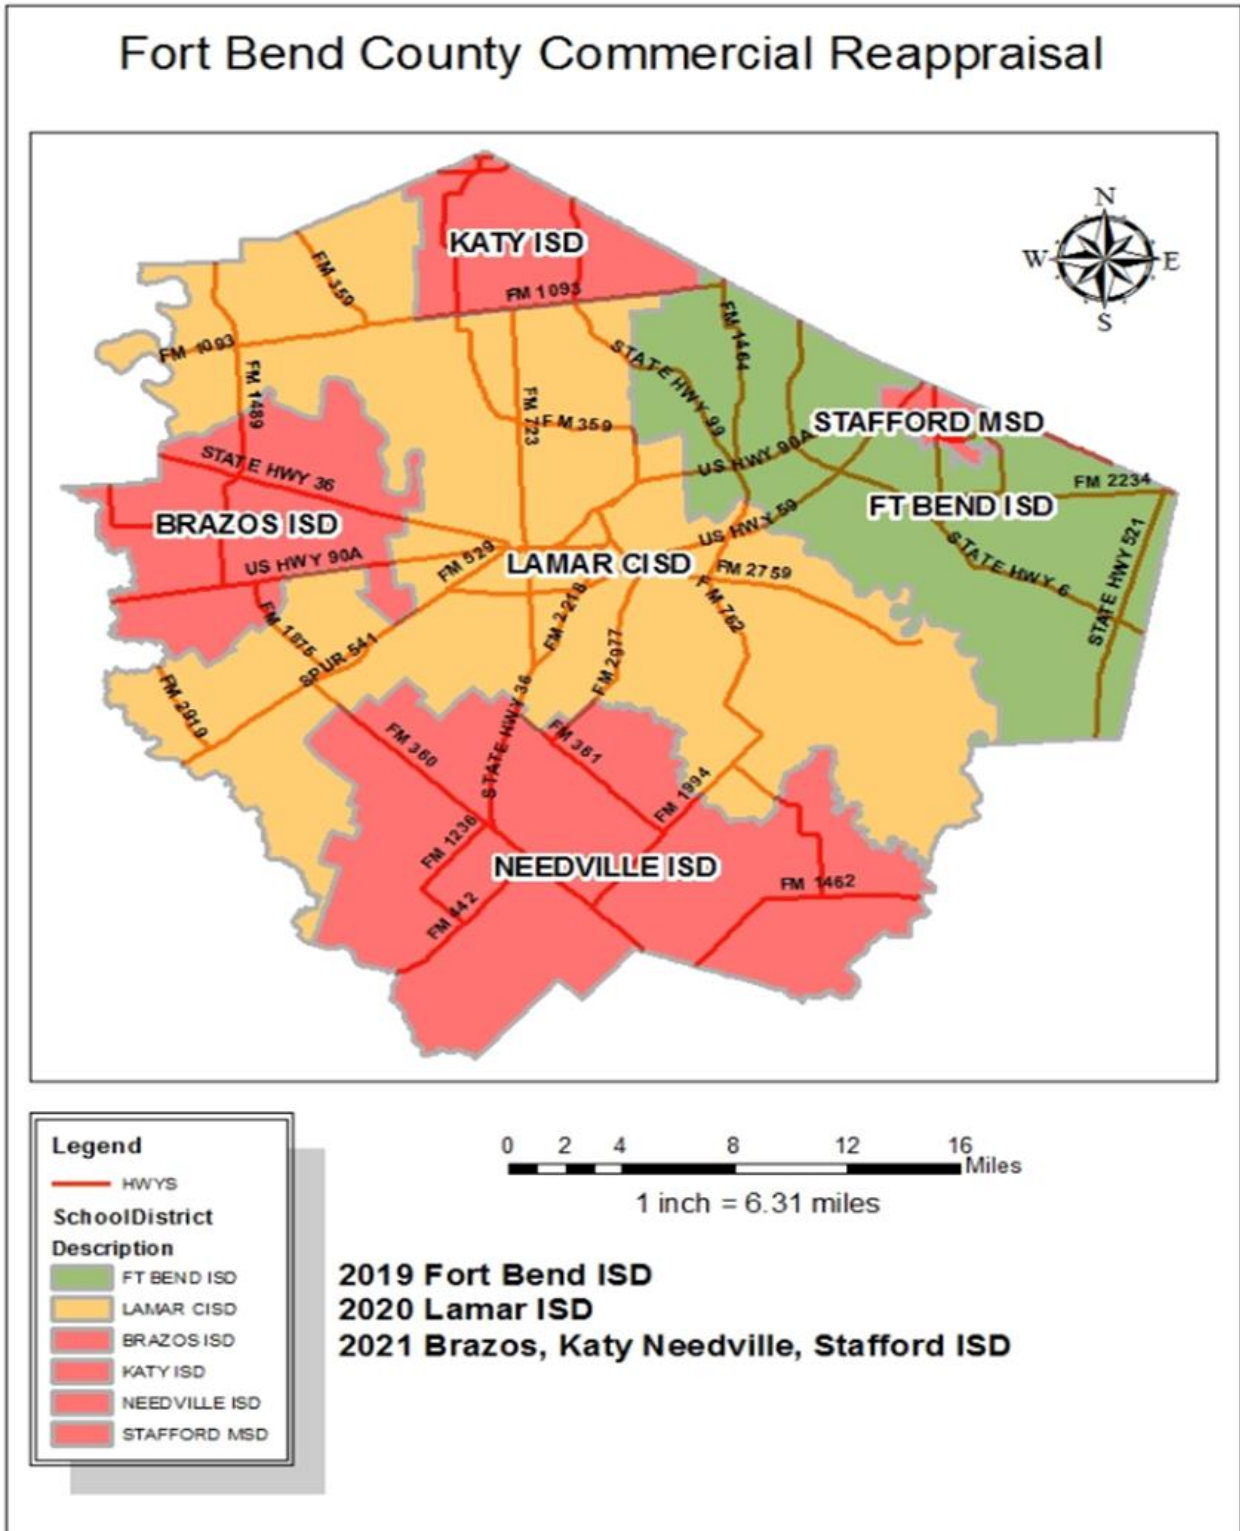 Fort Bend County Commercial Reappraisal
N
W E
S
KATY ISD
FM 359
FM 1093
FM 1093
FM 1464
FM 1489
STATE HWY 99
FM 723
FM 359
STAFFORD MSD
US HWY 90A
STATE HWY 36
FM 2234
BRAZOS ISD
FT BEND ISD
US HWY 59
US HWY 90A
FM 529
LAMAR CISD
FM 2759
STATE HWY 6
STATE HWY 521
FM 762
FM 2218
FM 1875
SPUR 541
FM 2977
FM 2919
STATE HWY 36
FM 360
FM 361
FM 1994
FM 1236
NEEDVILLE ISD
FM 1462
FM 442
Legend
HWYS
SchoolDistrict
Description
FT BEND ISD
LAMAR CISD
BRAZOS ISD
KATY ISD
NEEDVILLE ISD
STAFFORD MSD
0 2 4 8 12 16
Miles
1 inch = 6.31 miles
2019 Fort Bend ISD
2020 Lamar ISD
2021 Brazos, Katy Needville, Stafford ISD